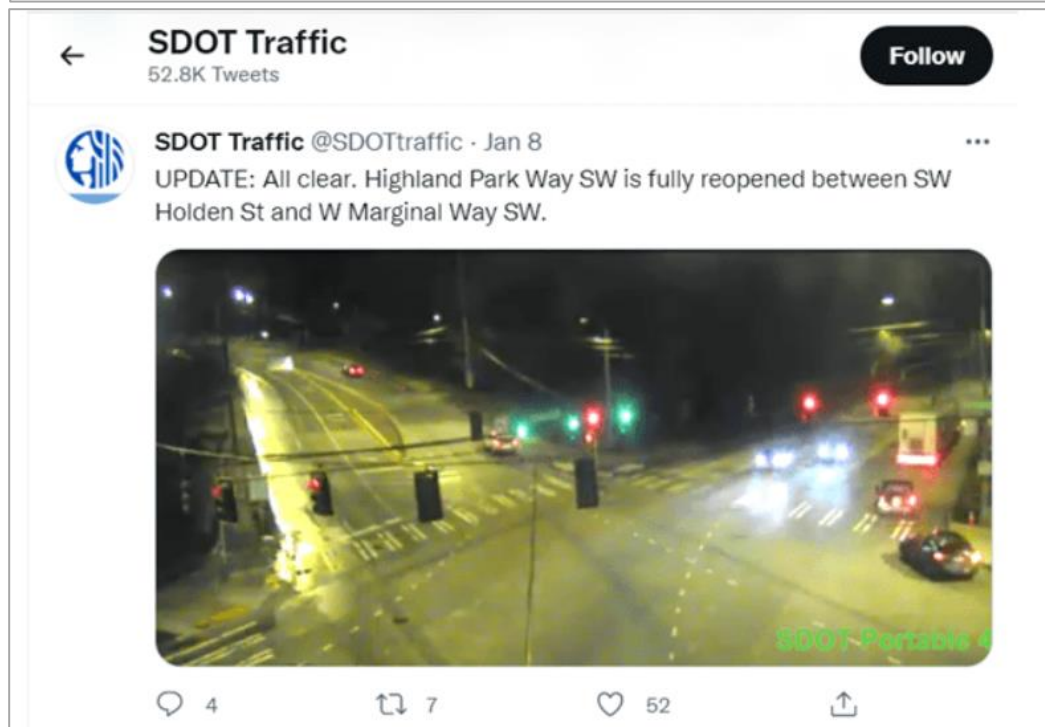 SDOT Traffic
52.8K Tweets
Follow
SDOT Traffic @SDOTtraffic · Jan 8
UPDATE: All clear. Highland Park Way SW is fully reopened between SW
Holden St and W Marginal Way SW.
SDOT Portable 4
4 7 52